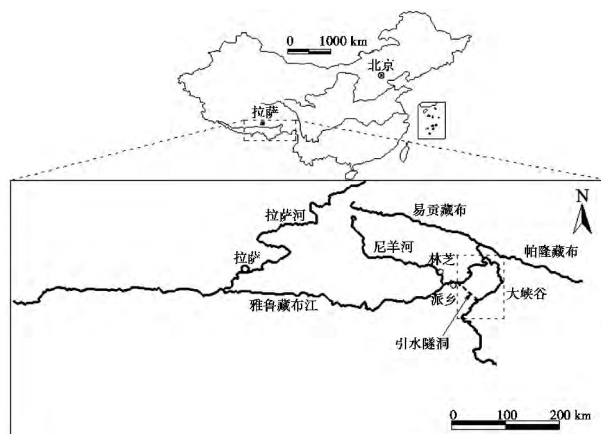 0 1000 km
北京
拉萨
N
拉萨河
易贡藏布
尼羊河
帕隆藏布
拉萨
林芝
雅鲁藏布江
派乡
大峡谷
引水隧洞
0 100 200 km